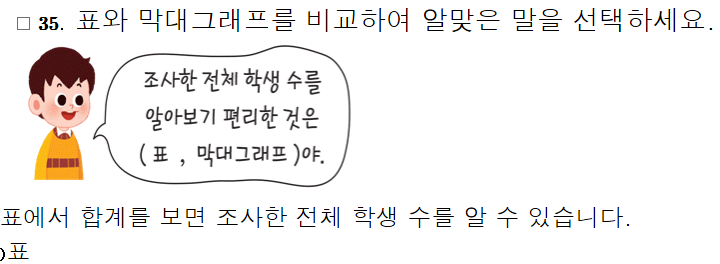 □ 35. 표와 막대그래프를 비교하여 알맞은 말을 선택하세요.
조사한 전체 학생 수를
알아보기 편리한 것은
( 표 , 막대그래프 )야.
표에서 합계를 보면 조사한 전체 학생 수를 알 수 있습니다.
)표